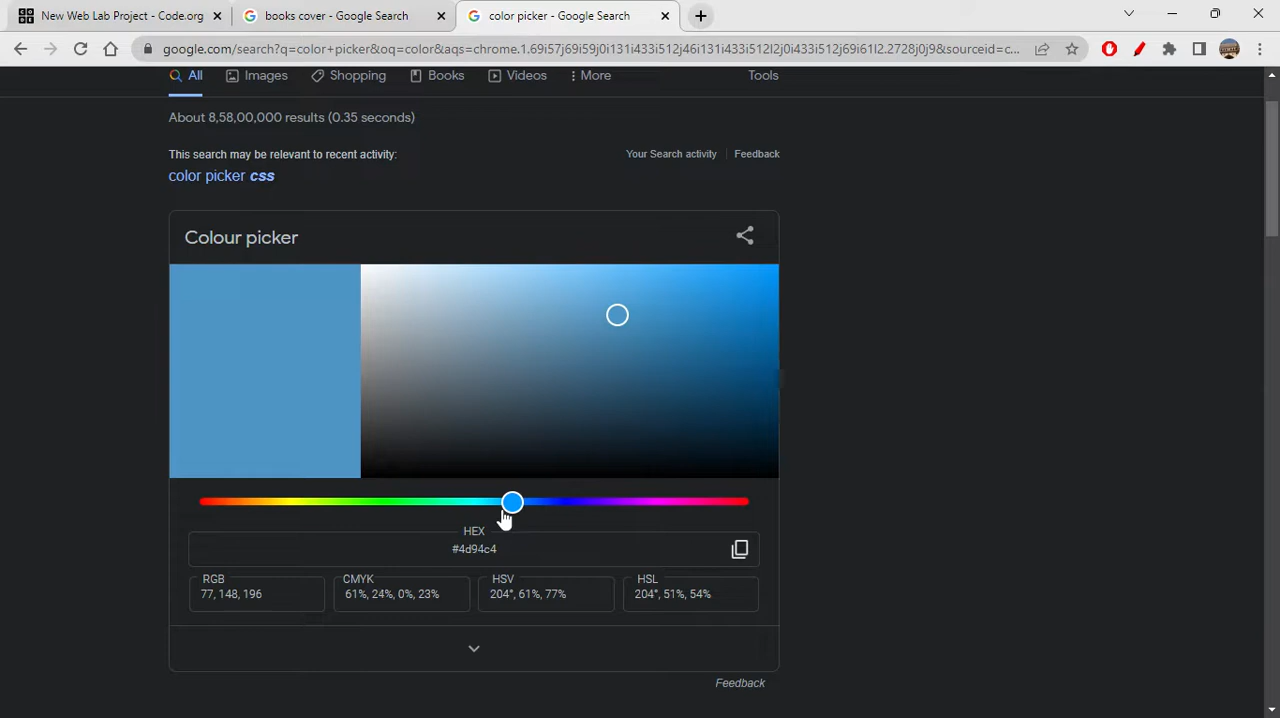 New Web Lab Project - Code.org
books cover - Google Search
color picker - Google Search
google.com/search?q=color+picker&oq=color&aqs=chrome.1.69i57j69i59j0i131i433i512j46i131i433i512l2j0i433i512j69i61l2.2728j0j9&sourceid=c...
All
Images
Shopping
Books
Videos
More
Tools
About 8,58,00,000 results (0.35 seconds)
This search may be relevant to recent activity:
Your Search activity
Feedback
color picker css
Colour picker
HEX
#4d94c4
RGB
77, 148, 196
CMYK
61%, 24%, 0%, 23%
HSV
204°, 61%, 77%
HSL
204°, 51%, 54%
Feedback